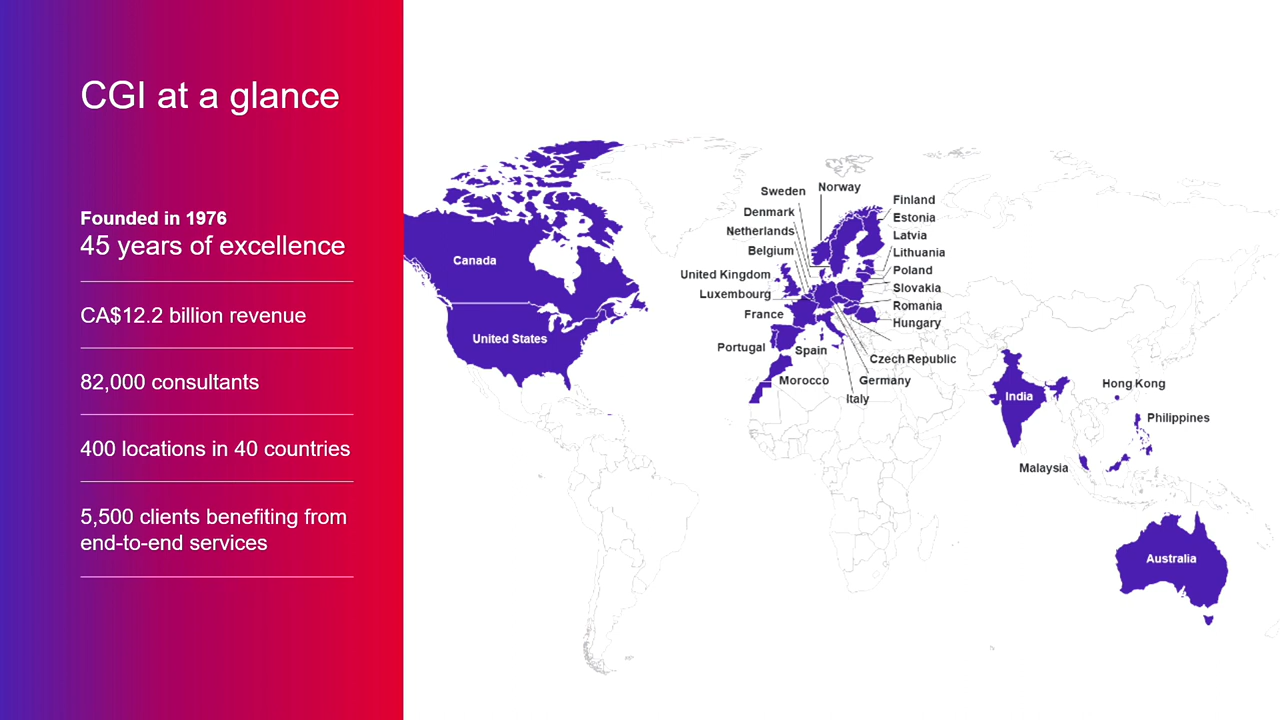 CGI at a glance
Founded in 1976
45 years of excellence
CA$12.2 billion revenue
82,000 consultants
400 locations in 40 countries
5,500 clients benefiting from
end-to-end services
Canada
United States
Sweden
Norway
Denmark
Netherlands
Belgium
United Kingdom
Luxembourg
France
Portugal
Spain
Morocco
Finland
Estonia
Latvia
Lithuania
Poland
Slovakia
Romania
Hungary
Czech Republic
Germany
Italy
India
Hong Kong
Philippines
Malaysia
Australia